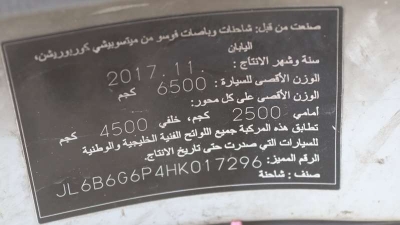 صنعت من قبل: شاحنات وباصات فوسو من ميتسوبيشي كوربوريشن،
اليابان
سنة وشهر الانتاج: 2017.11.
الوزن الأقصى للسيارة : 6500 كجم
الوزن الأقصى على كل محور:
أمامي 2500 كجم، خلفي 4500 كجم
تطابق هذه المركبة جميع اللوائح الفنية الخليجية والوطنية
للسيارات التي صدرت حتى تاريخ الانتاج.
الرقم المميز: JL6B6G6P4HK017296
صنف : شاحنة